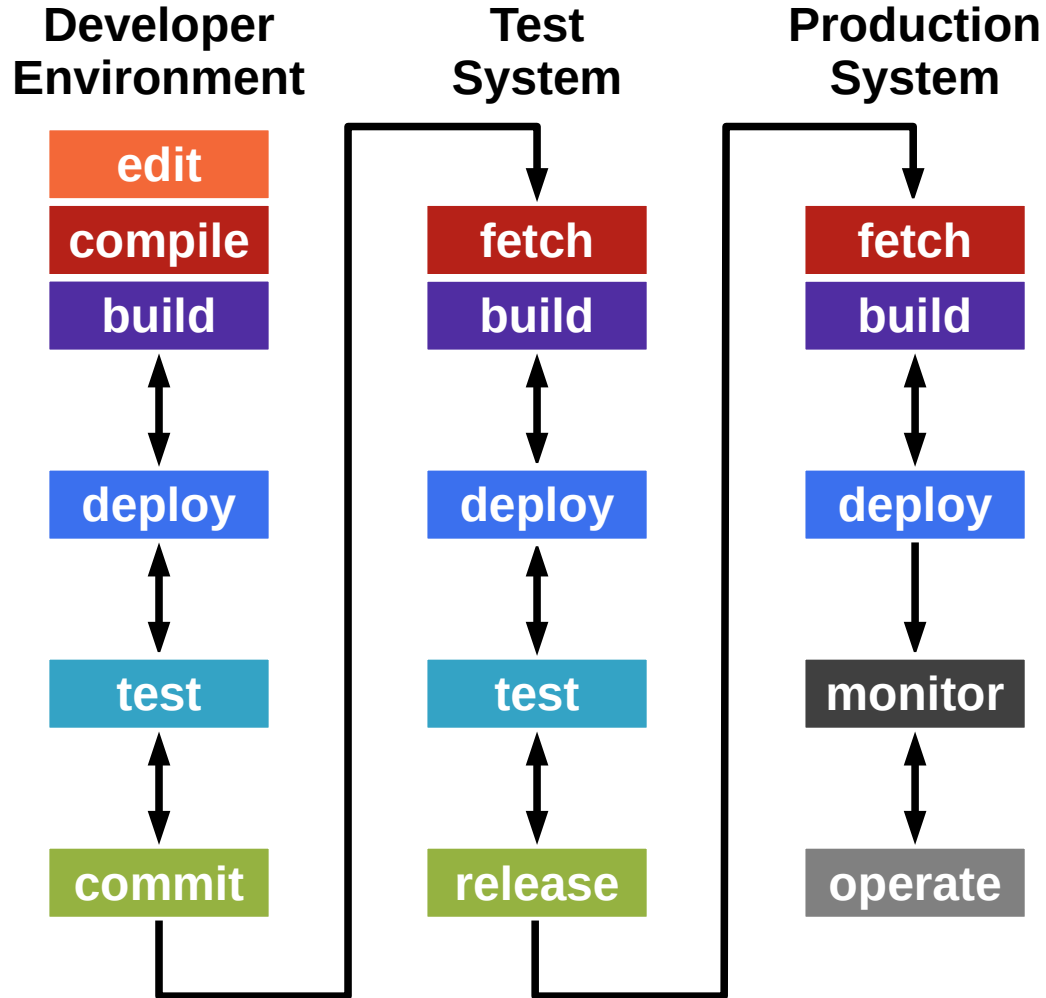 Developer
Environment
edit
compile
build
deploy
test
commit
Test
System
fetch
build
deploy
test
release
Production
System
fetch
build
deploy
monitor
operate